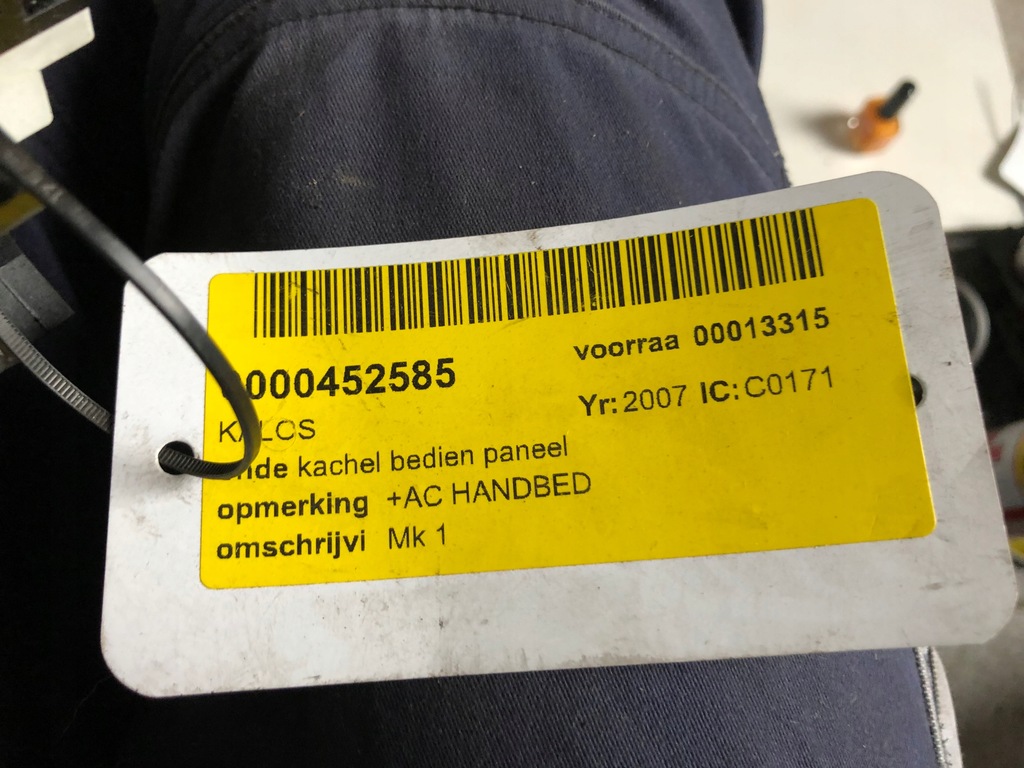 000452585
voorraa 00013315
Yr: 2007 IC: C0171
kachel bedien paneel
opmerking +AC HANDBED
omschrijvi Mk 1